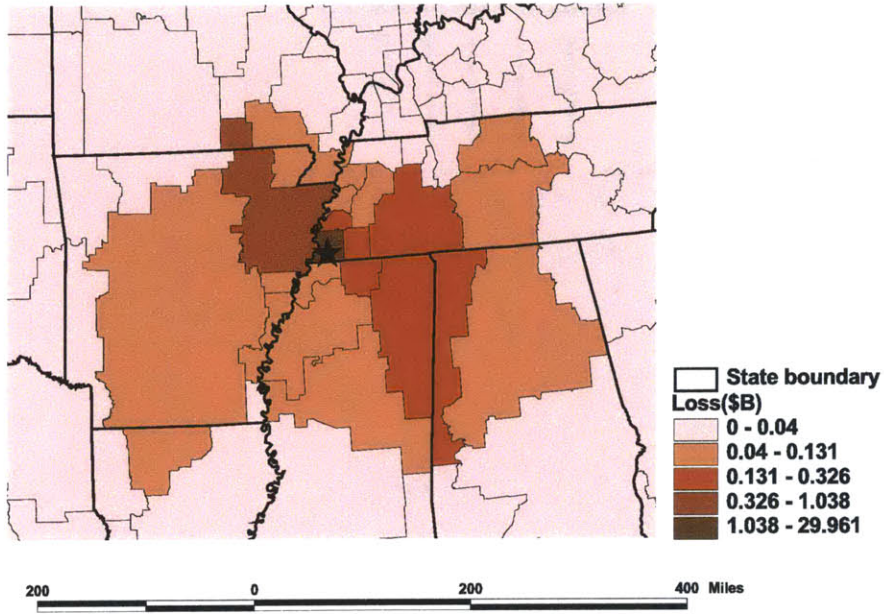 State boundary
Loss($B)
0 - 0.04
0.04 - 0.131
0.131 - 0.326
0.326 - 1.038
1.038 - 29.961
200 0 200 400 Miles